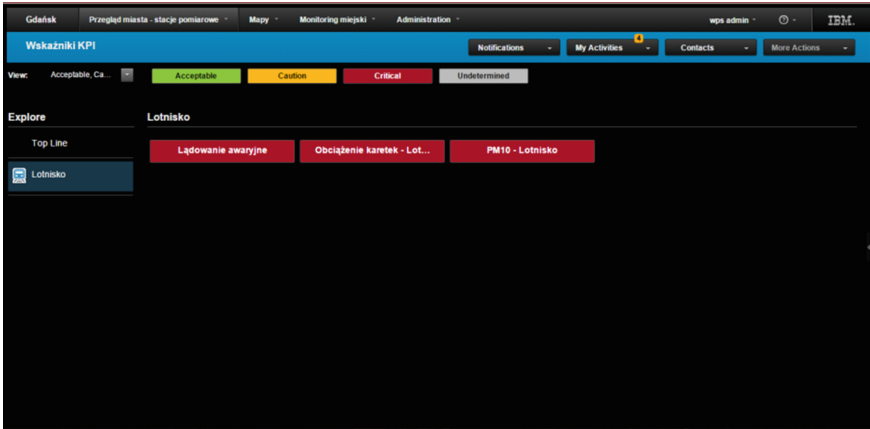 Gdańsk Przegląd miasta - stacje pomiarowe Mapy Monitoring miejski Administration wps admin IBM.
Wskaźniki KPI Notifications My Activities 4 Contacts More Actions
View: Acceptable, Ca... Acceptable Caution Critical Undetermined
Explore Lotnisko
Top Line
Lądowanie awaryjne Obciążenie karetek - Lot... PM10 - Lotnisko
Lotnisko